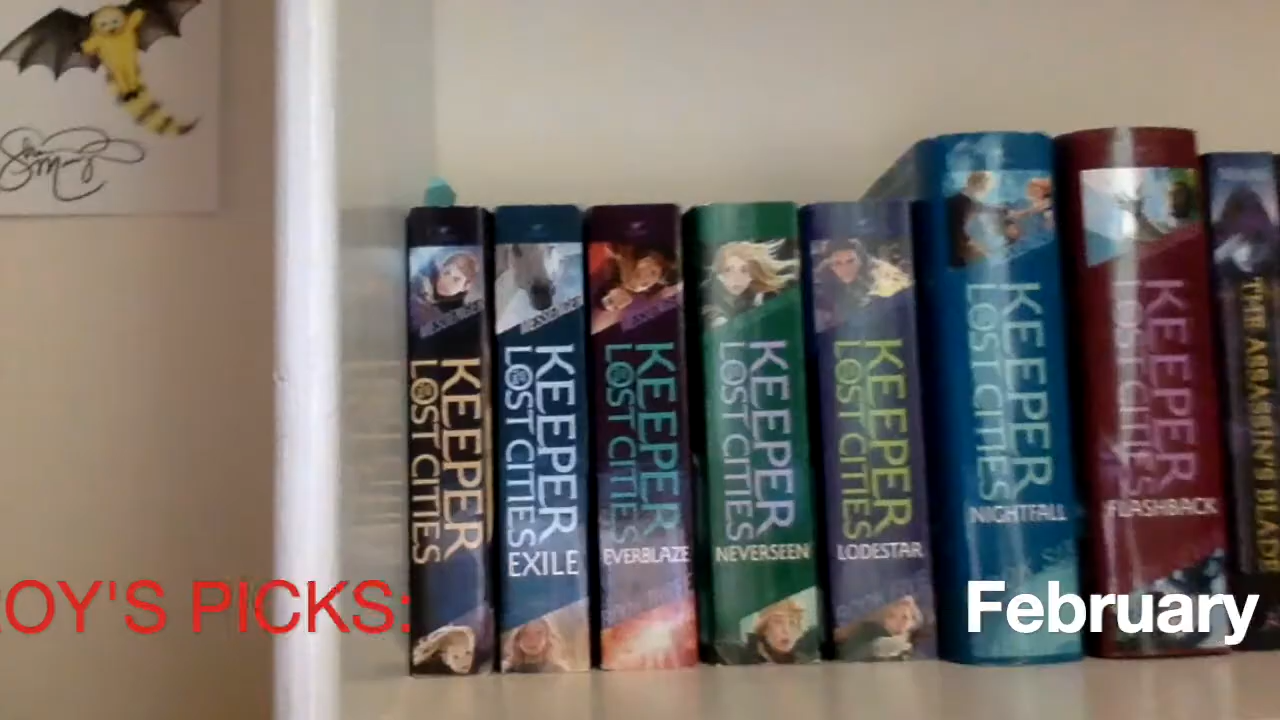 KEEPER
LOST CITIES
KEEPER
LOST CITIES
EXILE
KEEPER
LOST CITIES
EVERBLAZE
KEEPER
LOST CITIES
NEVERSEEN
KEEPER
LOST CITIES
LODESTAR
KEEPER
LOST CITIES
NIGHTFALL
KEEPER
LOST CITIES
FLASHBACK
THE ASSASSIN'S BLADE
OY'S PICKS:
February